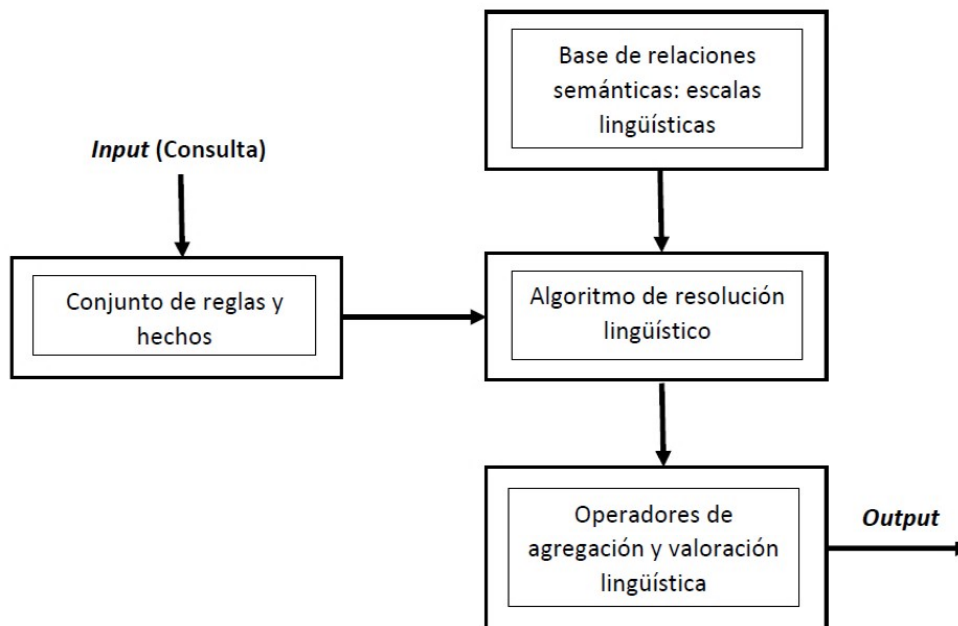 Base de relaciones
semánticas: escalas
lingüísticas
Input (Consulta)
Conjunto de reglas y
hechos
Algoritmo de resolución
lingüístico
Operadores de
agregación y valoración
lingüística
Output